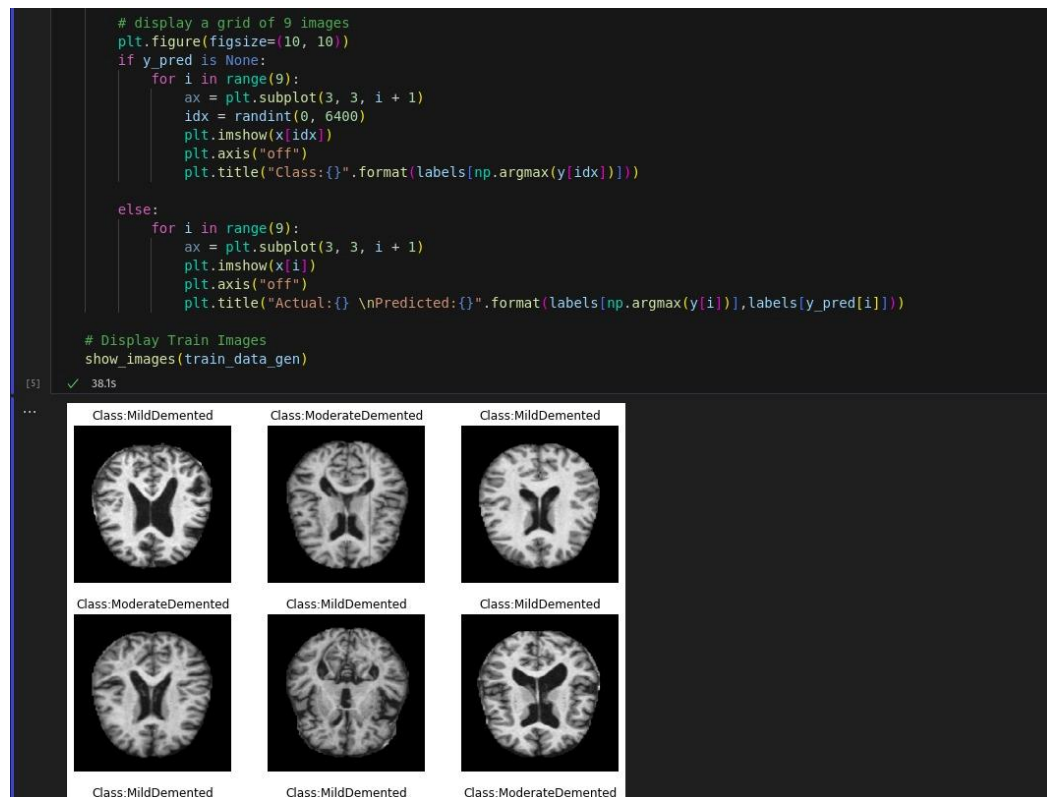 # display a grid of 9 images
plt.figure(figsize=(10, 10))
if y_pred is None:
for i in range(9):
ax = plt.subplot(3, 3, i + 1)
idx = randint(0, 6400)
plt.imshow(x[idx])
plt.axis("off")
plt.title("Class:{}".format(labels[np.argmax(y[idx])]))
else:
for i in range(9):
ax = plt.subplot(3, 3, i + 1)
plt.imshow(x[i])
plt.axis("off")
plt.title("Actual:{} \nPredicted:{}".format(labels[np.argmax(y[i])],labels[y_pred[i]]))
# Display Train Images
show_images(train_data_gen)
[5] ✓ 38.1s
...
Class:MildDemented Class:ModerateDemented Class:MildDemented
Class:ModerateDemented Class:MildDemented Class:MildDemented
Class:MildDemented Class:MildDemented Class:ModerateDemented